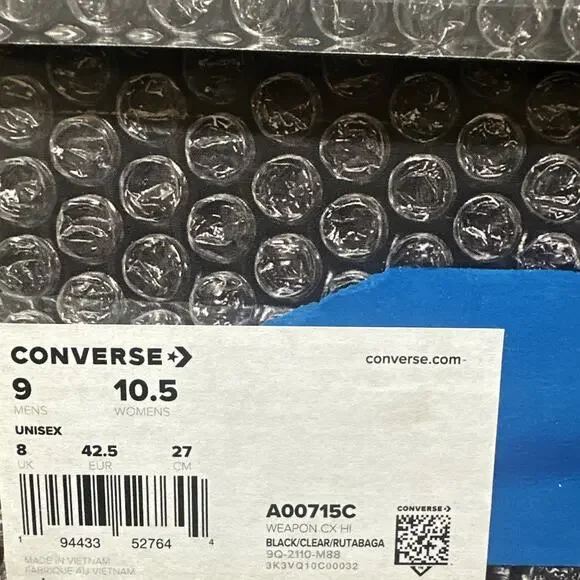 CONVERSE
converse.com
9 10.5
MENS WOMENS
UNISEX
8 42.5 27
UK EUR CM
1 94433 52764 4
A00715C
WEAPON CX HI
BLACK/CLEAR/RUTABAGA
9Q-2110-M88
3K3VQ10C00032
CONVERSE
MADE IN VIETNAM
FABRIQUÉ AU VIETNAM